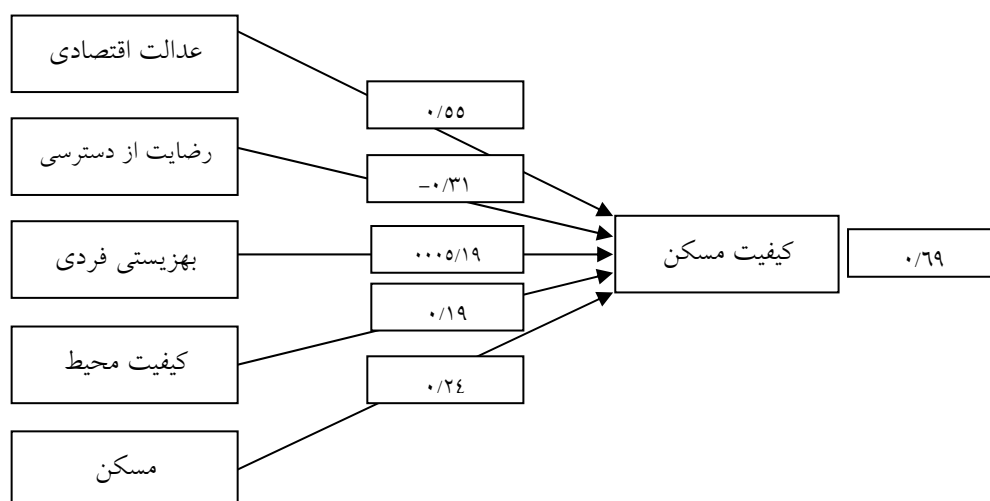 عدالت اقتصادی
۰/۵۵
رضایت از دسترسی
−۰/۳۱
بهزیستی فردی
۰۰۰۵/۱۹
کیفیت مسکن
۰/۶۹
۰/۱۹
کیفیت محیط
۰/۲٤
مسکن